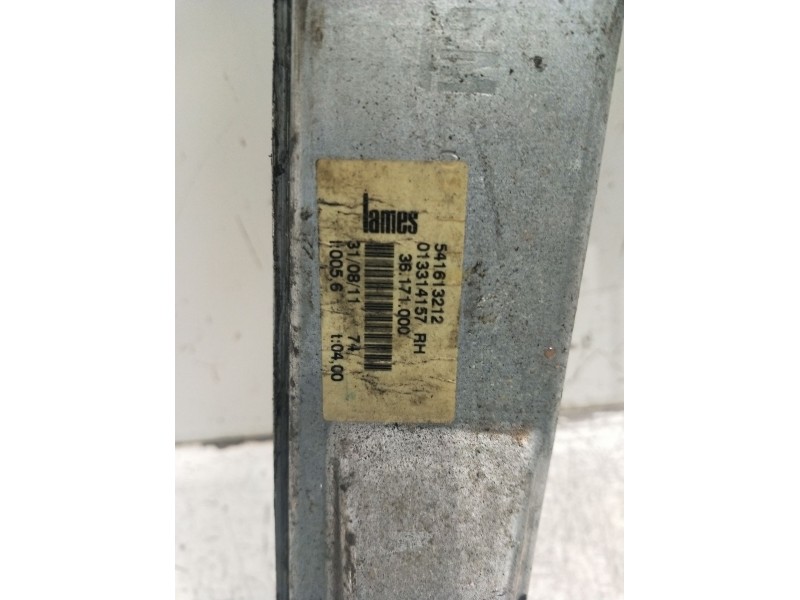 lames
541613212
013314157 RH
36.171.000
31/08/11 74
I:005,6 t:04,00